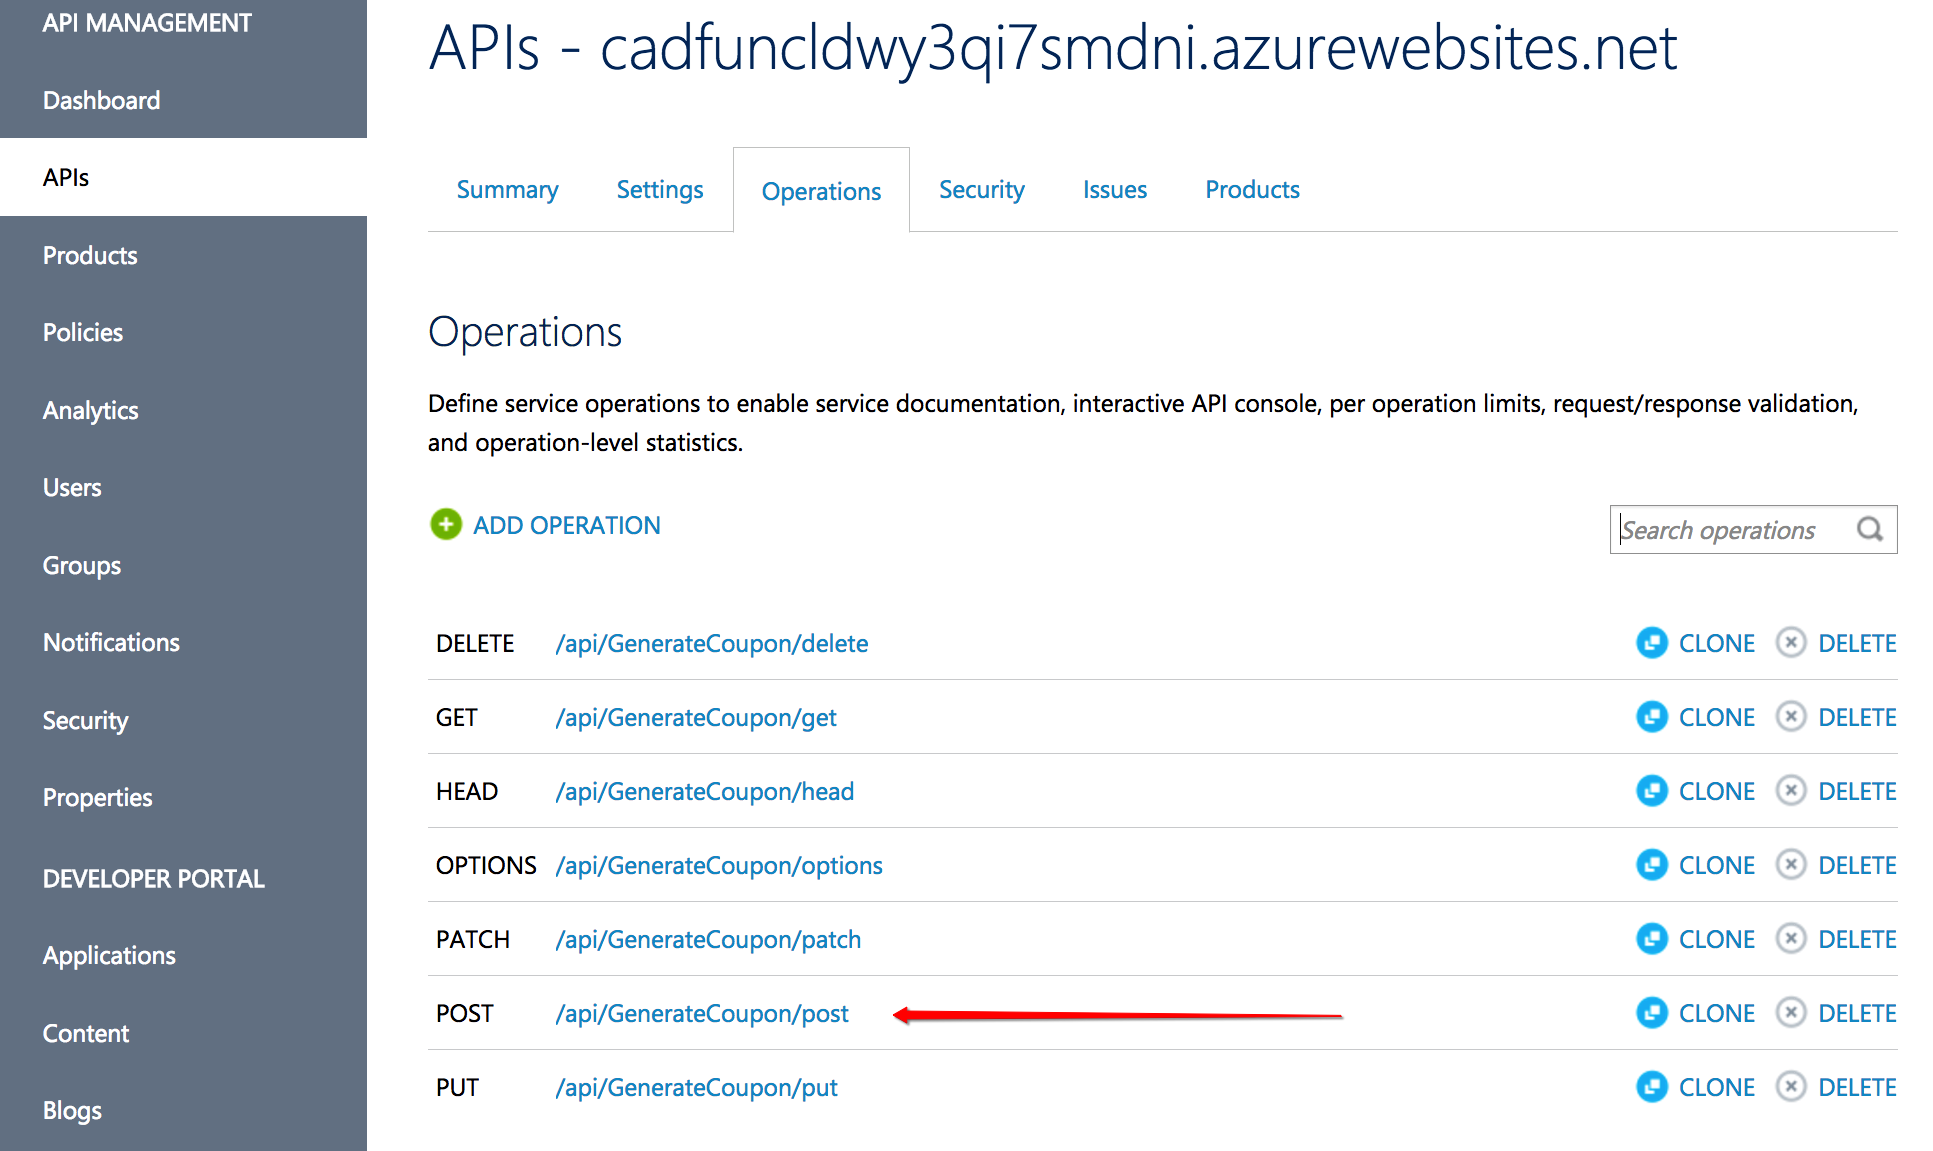 API MANAGEMENT
Dashboard
APIs
Products
Policies
Analytics
Users
Groups
Notifications
Security
Properties
DEVELOPER PORTAL
Applications
Content
Blogs
APIs - cadfuncldwy3qi7smdni.azurewebsites.net
Summary Settings Operations Security Issues Products
Operations
Define service operations to enable service documentation, interactive API console, per operation limits, request/response validation,
and operation-level statistics.
ADD OPERATION
Search operations
DELETE /api/GenerateCoupon/delete CLONE DELETE
GET /api/GenerateCoupon/get CLONE DELETE
HEAD /api/GenerateCoupon/head CLONE DELETE
OPTIONS /api/GenerateCoupon/options CLONE DELETE
PATCH /api/GenerateCoupon/patch CLONE DELETE
POST /api/GenerateCoupon/post CLONE DELETE
PUT /api/GenerateCoupon/put CLONE DELETE